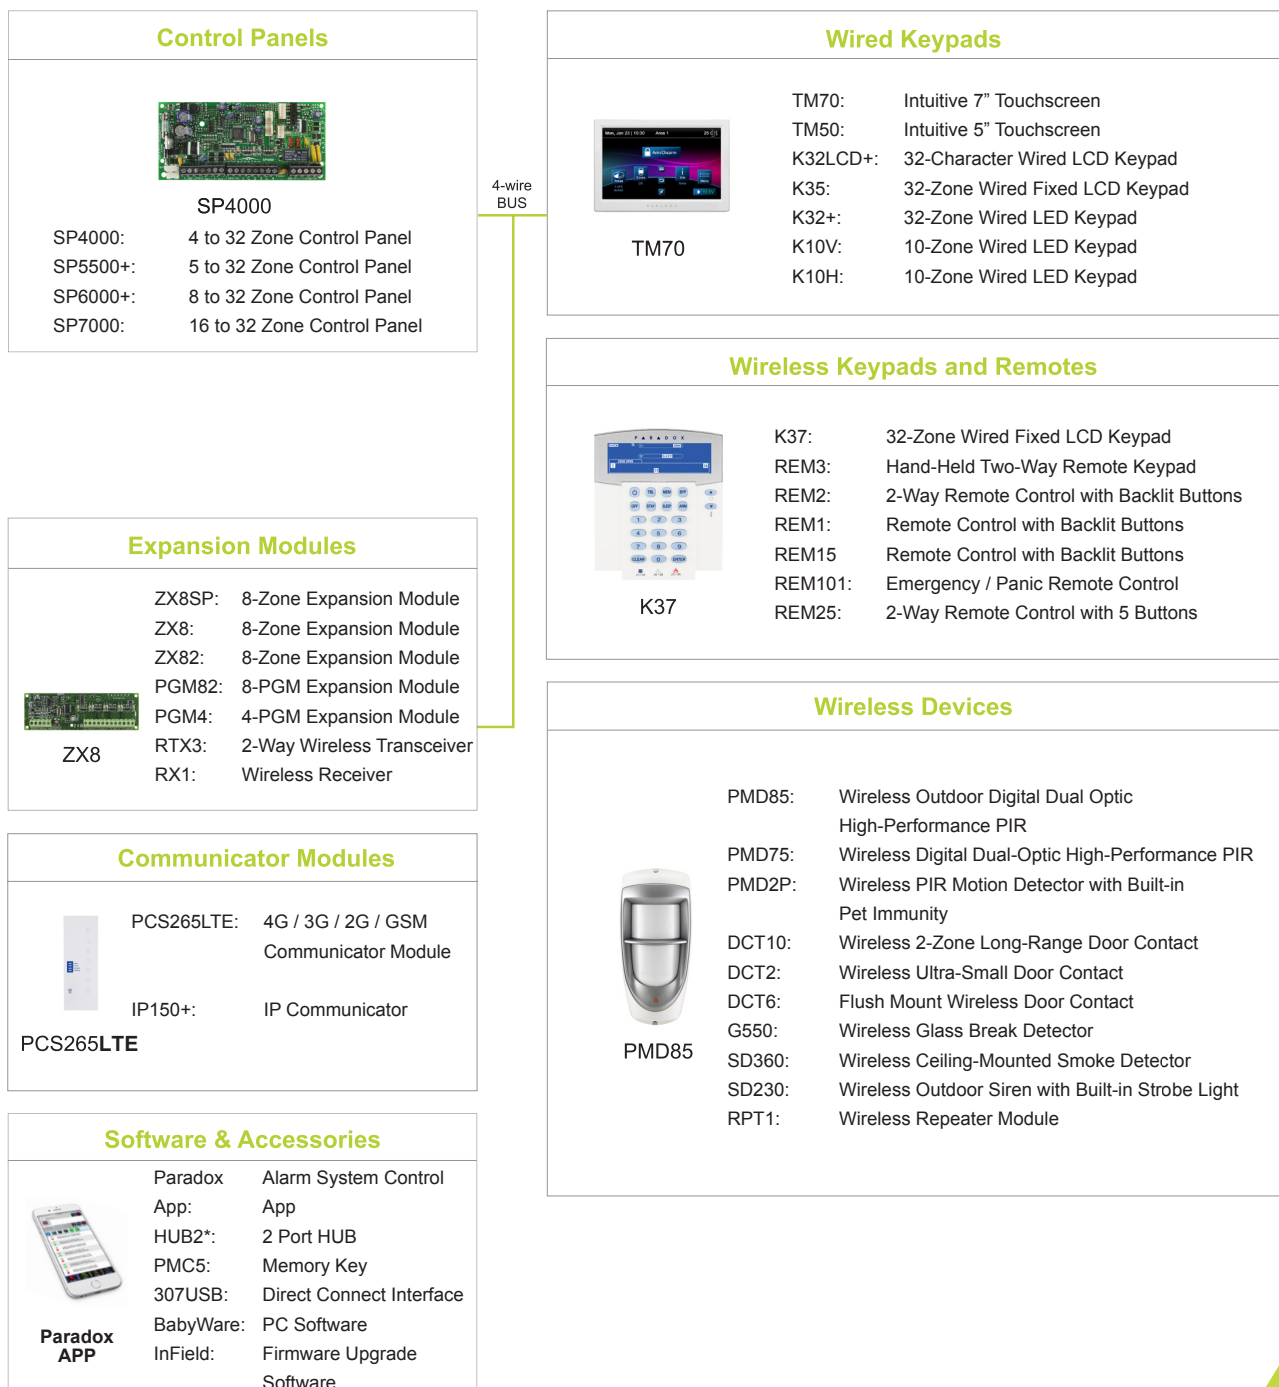 Control Panels
SP4000
SP4000: 4 to 32 Zone Control Panel
SP5500+: 5 to 32 Zone Control Panel
SP6000+: 8 to 32 Zone Control Panel
SP7000: 16 to 32 Zone Control Panel
4-wire
BUS
Wired Keypads
TM70
TM70: Intuitive 7” Touchscreen
TM50: Intuitive 5” Touchscreen
K32LCD+: 32-Character Wired LCD Keypad
K35: 32-Zone Wired Fixed LCD Keypad
K32+: 32-Zone Wired LED Keypad
K10V: 10-Zone Wired LED Keypad
K10H: 10-Zone Wired LED Keypad
Wireless Keypads and Remotes
PARADOX
K37
K37: 32-Zone Wired Fixed LCD Keypad
REM3: Hand-Held Two-Way Remote Keypad
REM2: 2-Way Remote Control with Backlit Buttons
REM1: Remote Control with Backlit Buttons
REM15 Remote Control with Backlit Buttons
REM101: Emergency / Panic Remote Control
REM25: 2-Way Remote Control with 5 Buttons
Expansion Modules
ZX8
ZX8SP: 8-Zone Expansion Module
ZX8: 8-Zone Expansion Module
ZX82: 8-Zone Expansion Module
PGM82: 8-PGM Expansion Module
PGM4: 4-PGM Expansion Module
RTX3: 2-Way Wireless Transceiver
RX1: Wireless Receiver
Wireless Devices
PMD85
PMD85: Wireless Outdoor Digital Dual Optic
High-Performance PIR
PMD75: Wireless Digital Dual-Optic High-Performance PIR
PMD2P: Wireless PIR Motion Detector with Built-in
Pet Immunity
DCT10: Wireless 2-Zone Long-Range Door Contact
DCT2: Wireless Ultra-Small Door Contact
DCT6: Flush Mount Wireless Door Contact
G550: Wireless Glass Break Detector
SD360: Wireless Ceiling-Mounted Smoke Detector
SD230: Wireless Outdoor Siren with Built-in Strobe Light
RPT1: Wireless Repeater Module
Communicator Modules
PCS265LTE: 4G / 3G / 2G / GSM
Communicator Module
IP150+: IP Communicator
PCS265LTE
Software & Accessories
Paradox Alarm System Control
App: App
HUB2*: 2 Port HUB
PMC5: Memory Key
307USB: Direct Connect Interface
BabyWare: PC Software
InField: Firmware Upgrade
Software
Paradox
APP